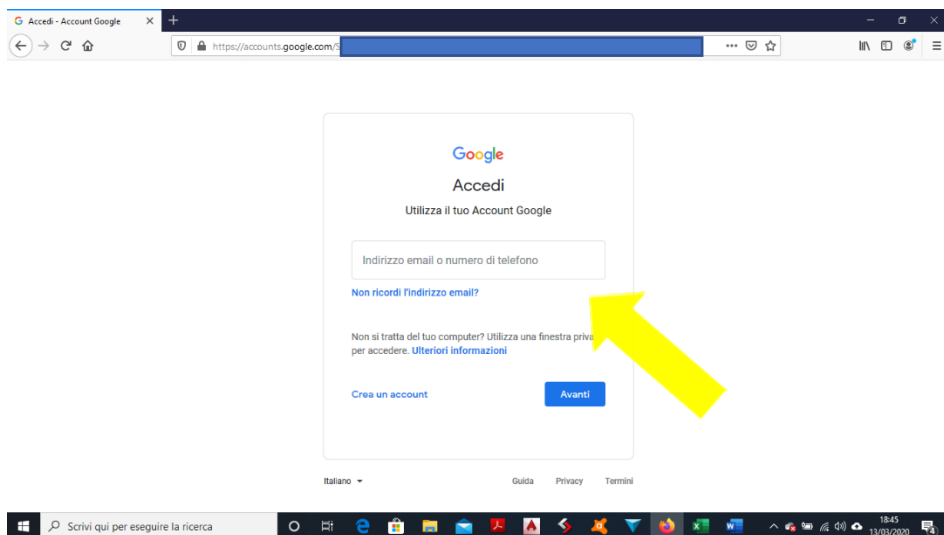 Accedi - Account Google
https://accounts.google.com/S
Google
Accedi
Utilizza il tuo Account Google
Indirizzo email o numero di telefono
Non ricordi l'indirizzo email?
Non si tratta del tuo computer? Utilizza una finestra
per accedere. Ulteriori informazioni
Crea un account
Avanti
Italiano
Guida Privacy Termini
Scrivi qui per eseguire la ricerca
18:45
13/03/2020
4